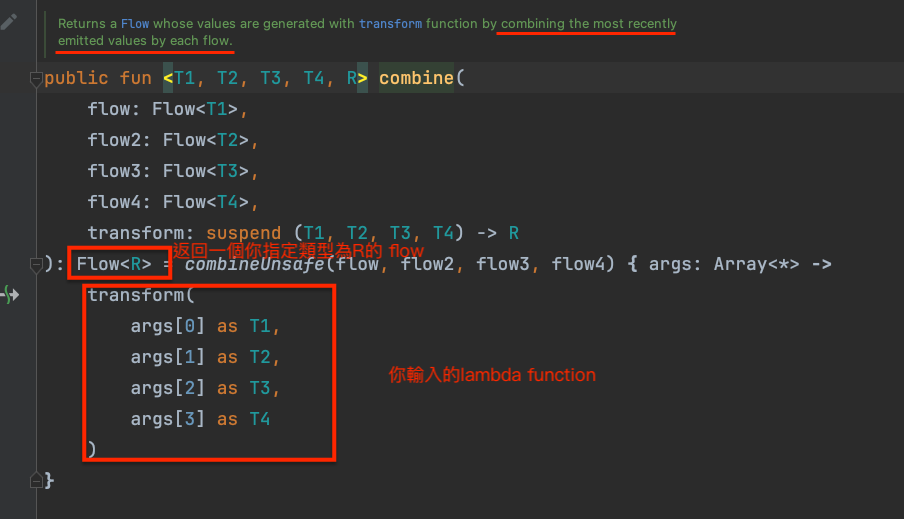 Returns a Flow whose values are generated with transform function by combining the most recently
emitted values by each flow.
public fun <T1, T2, T3, T4, R> combine(
flow: Flow<T1>,
flow2: Flow<T2>,
flow3: Flow<T3>,
flow4: Flow<T4>,
transform: suspend (T1, T2, T3, T4) -> R
返回一個你指定類型為R的 flow
): Flow<R> = combineUnsafe(flow, flow2, flow3, flow4) { args: Array<*> ->
transform(
args[0] as T1,
args[1] as T2,
你輸入的lambda function
args[2] as T3,
args[3] as T4
)
}